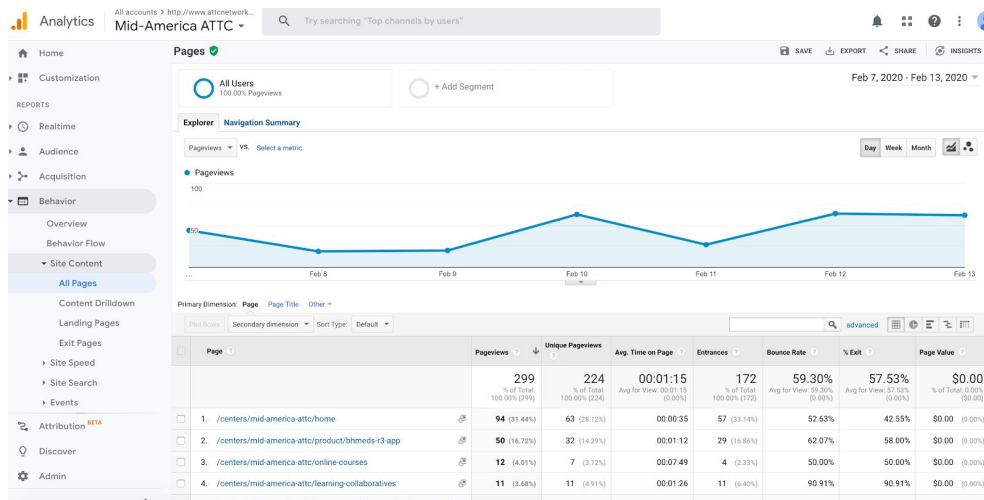 Analytics
All accounts > http://www.attcnetwork...
Mid-America ATTC
Try searching "Top channels by users"
Home
Customization
REPORTS
Realtime
Audience
Acquisition
Behavior
Overview
Behavior Flow
Site Content
All Pages
Content Drilldown
Landing Pages
Exit Pages
Site Speed
Site Search
Events
Attribution BETA
Discover
Admin
Pages
SAVE EXPORT SHARE INSIGHTS
All Users
100.00% Pageviews
+ Add Segment
Feb 7, 2020 - Feb 13, 2020
Explorer Navigation Summary
Pageviews VS. Select a metric
Day Week Month
Pageviews
100
50
... Feb 8 Feb 9 Feb 10 Feb 11 Feb 12 Feb 13
Primary Dimension: Page Page Title Other
Plot Rows Secondary dimension Sort Type: Default advanced
Page Pageviews Unique Pageviews Avg. Time on Page Entrances Bounce Rate % Exit Page Value
299 224 00:01:15 172 59.30% 57.53% $0.00
% of Total: % of Total: Avg for View: 00:01:15 % of Total: Avg for View: 59.30% Avg for View: 57.53% % of Total: 0.00%
100.00% (299) 100.00% (224) (0.00%) 100.00% (172) (0.00%) (0.00%) ($0.00)
1. /centers/mid-america-attc/home 94 (31.44%) 63 (28.12%) 00:00:35 57 (33.14%) 52.63% 42.55% $0.00 (0.00%)
2. /centers/mid-america-attc/product/bhmeds-r3-app 50 (16.72%) 32 (14.29%) 00:01:12 29 (16.86%) 62.07% 58.00% $0.00 (0.00%)
3. /centers/mid-america-attc/online-courses 12 (4.01%) 7 (3.12%) 00:07:49 4 (2.33%) 50.00% 50.00% $0.00 (0.00%)
4. /centers/mid-america-attc/learning-collaboratives 11 (3.68%) 11 (4.91%) 00:01:26 11 (6.40%) 90.91% 90.91% $0.00 (0.00%)